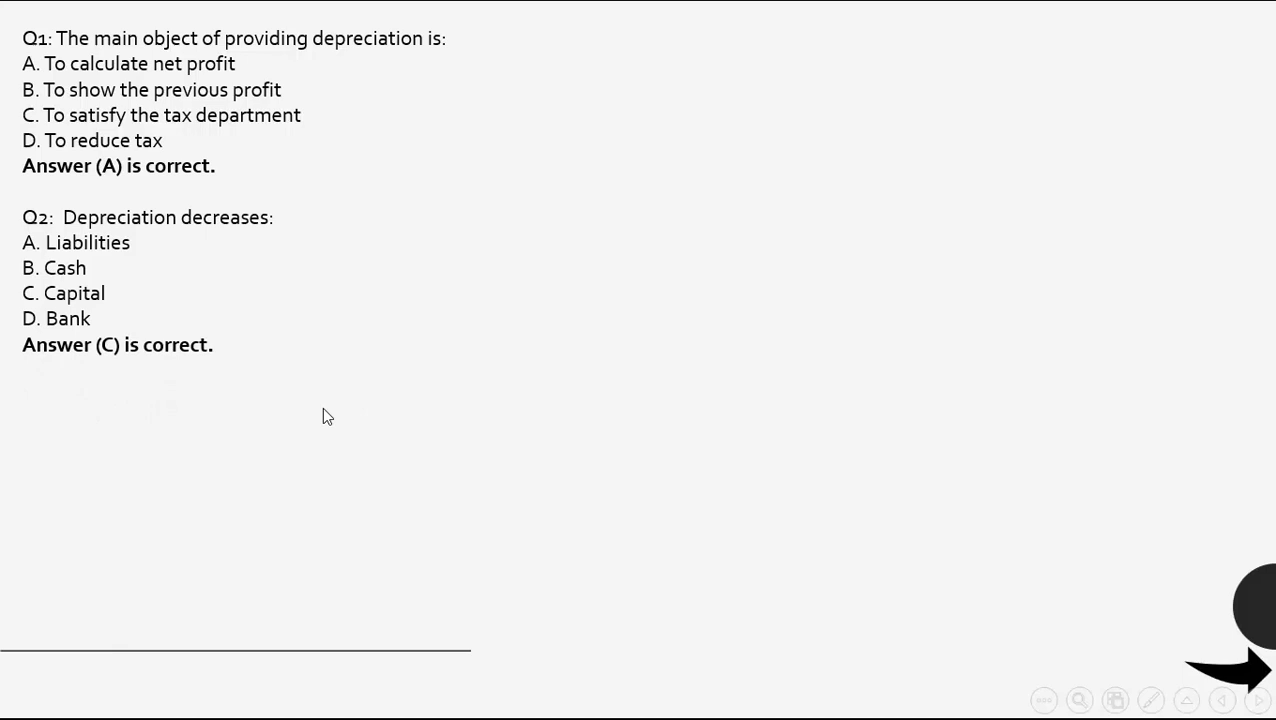 Q1: The main object of providing depreciation is:
A. To calculate net profit
B. To show the previous profit
C. To satisfy the tax department
D. To reduce tax
Answer (A) is correct.
Q2:  Depreciation decreases:
A. Liabilities
B. Cash
C. Capital
D. Bank
Answer (C) is correct.